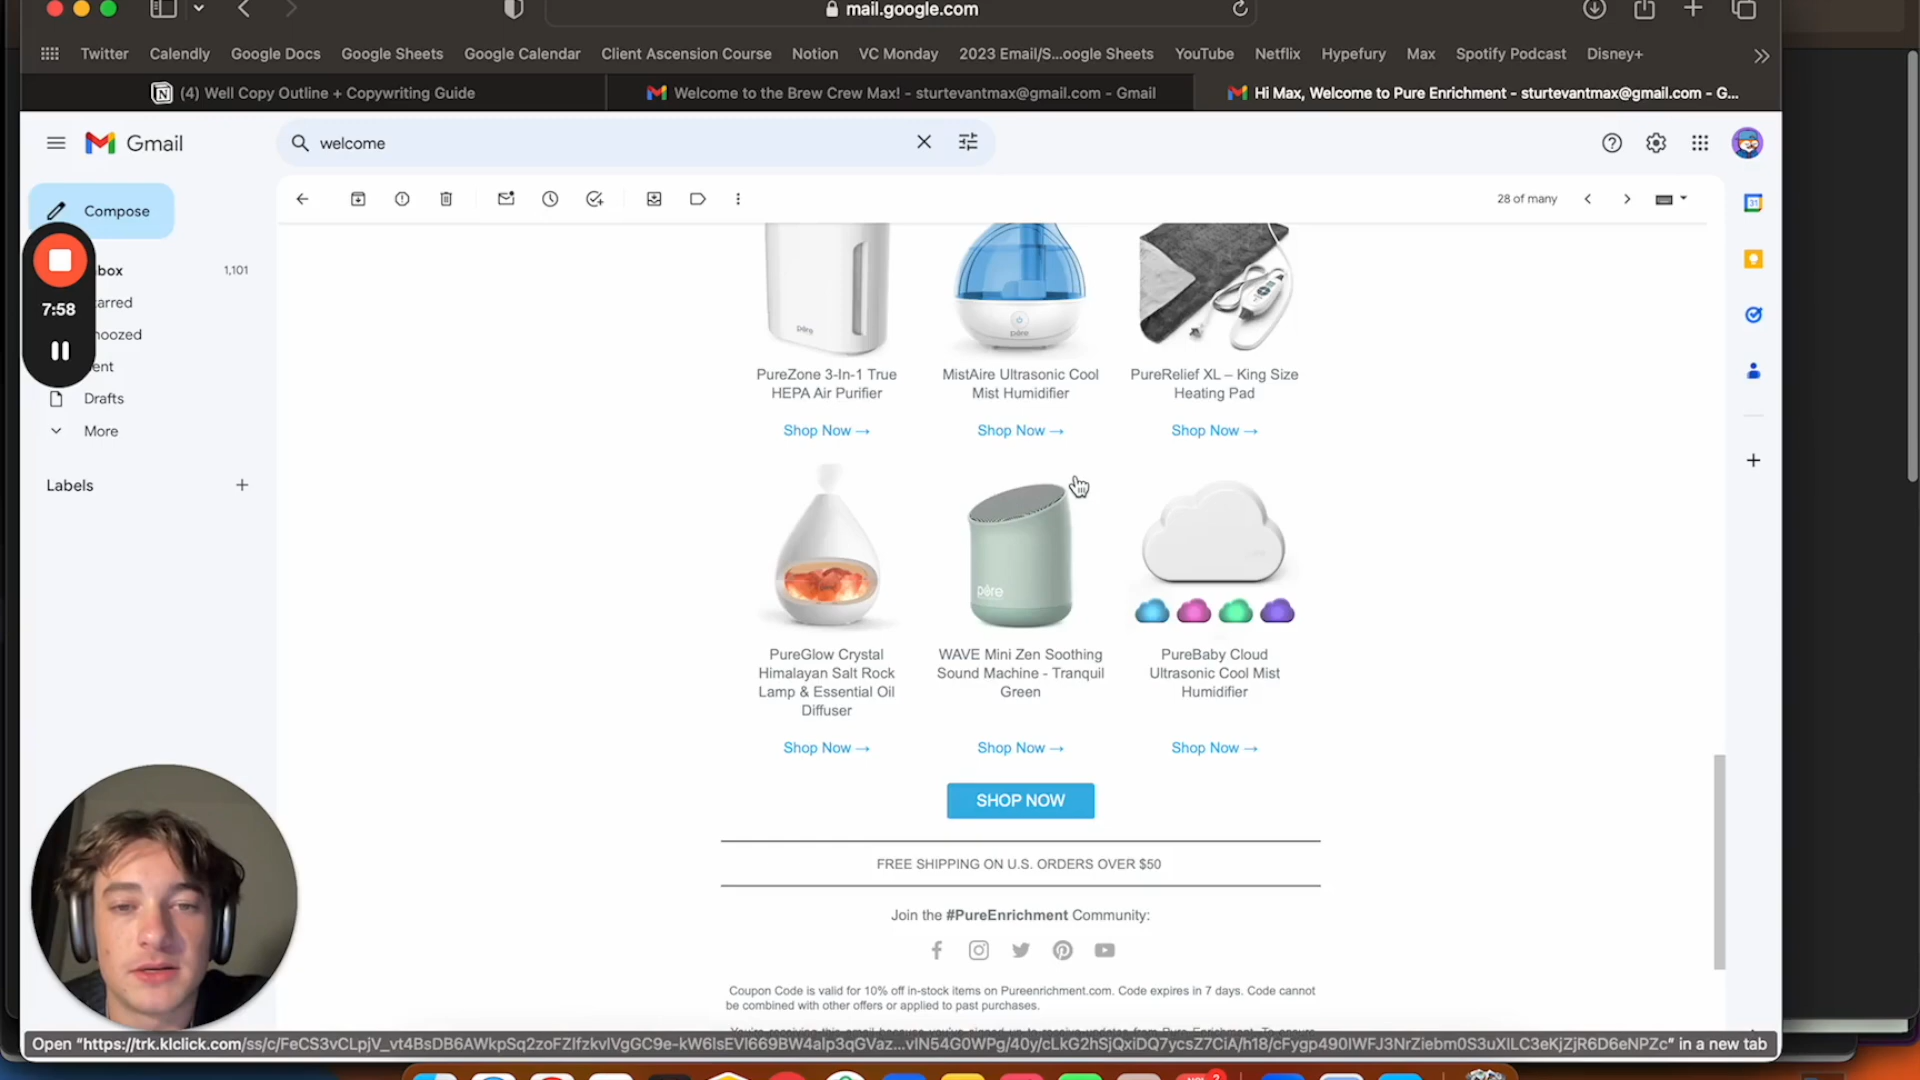 mail.google.com
Twitter Calendly Google Docs Google Sheets Google Calendar Client Ascension Course Notion VC Monday 2023 Email/S...oogle Sheets YouTube Netflix Hypefury Max Spotify Podcast Disney+
(4) Well Copy Outline + Copywriting Guide
Welcome to the Brew Crew Max! - sturtevantmax@gmail.com - Gmail
Hi Max, Welcome to Pure Enrichment - sturtevantmax@gmail.com - G...
Gmail
welcome
Compose
28 of many
box 1,101
arred
7:58
noozed
ent
Drafts
More
Labels
pure
pure
PureZone 3-In-1 True
HEPA Air Purifier
Shop Now →
MistAire Ultrasonic Cool
Mist Humidifier
Shop Now →
PureRelief XL – King Size
Heating Pad
Shop Now →
pure
PureGlow Crystal
Himalayan Salt Rock
Lamp & Essential Oil
Diffuser
Shop Now →
WAVE Mini Zen Soothing
Sound Machine - Tranquil
Green
Shop Now →
PureBaby Cloud
Ultrasonic Cool Mist
Humidifier
Shop Now →
SHOP NOW
FREE SHIPPING ON U.S. ORDERS OVER $50
Join the #PureEnrichment Community:
Coupon Code is valid for 10% off in-stock items on Pureenrichment.com. Code expires in 7 days. Code cannot
be combined with other offers or applied to past purchases.